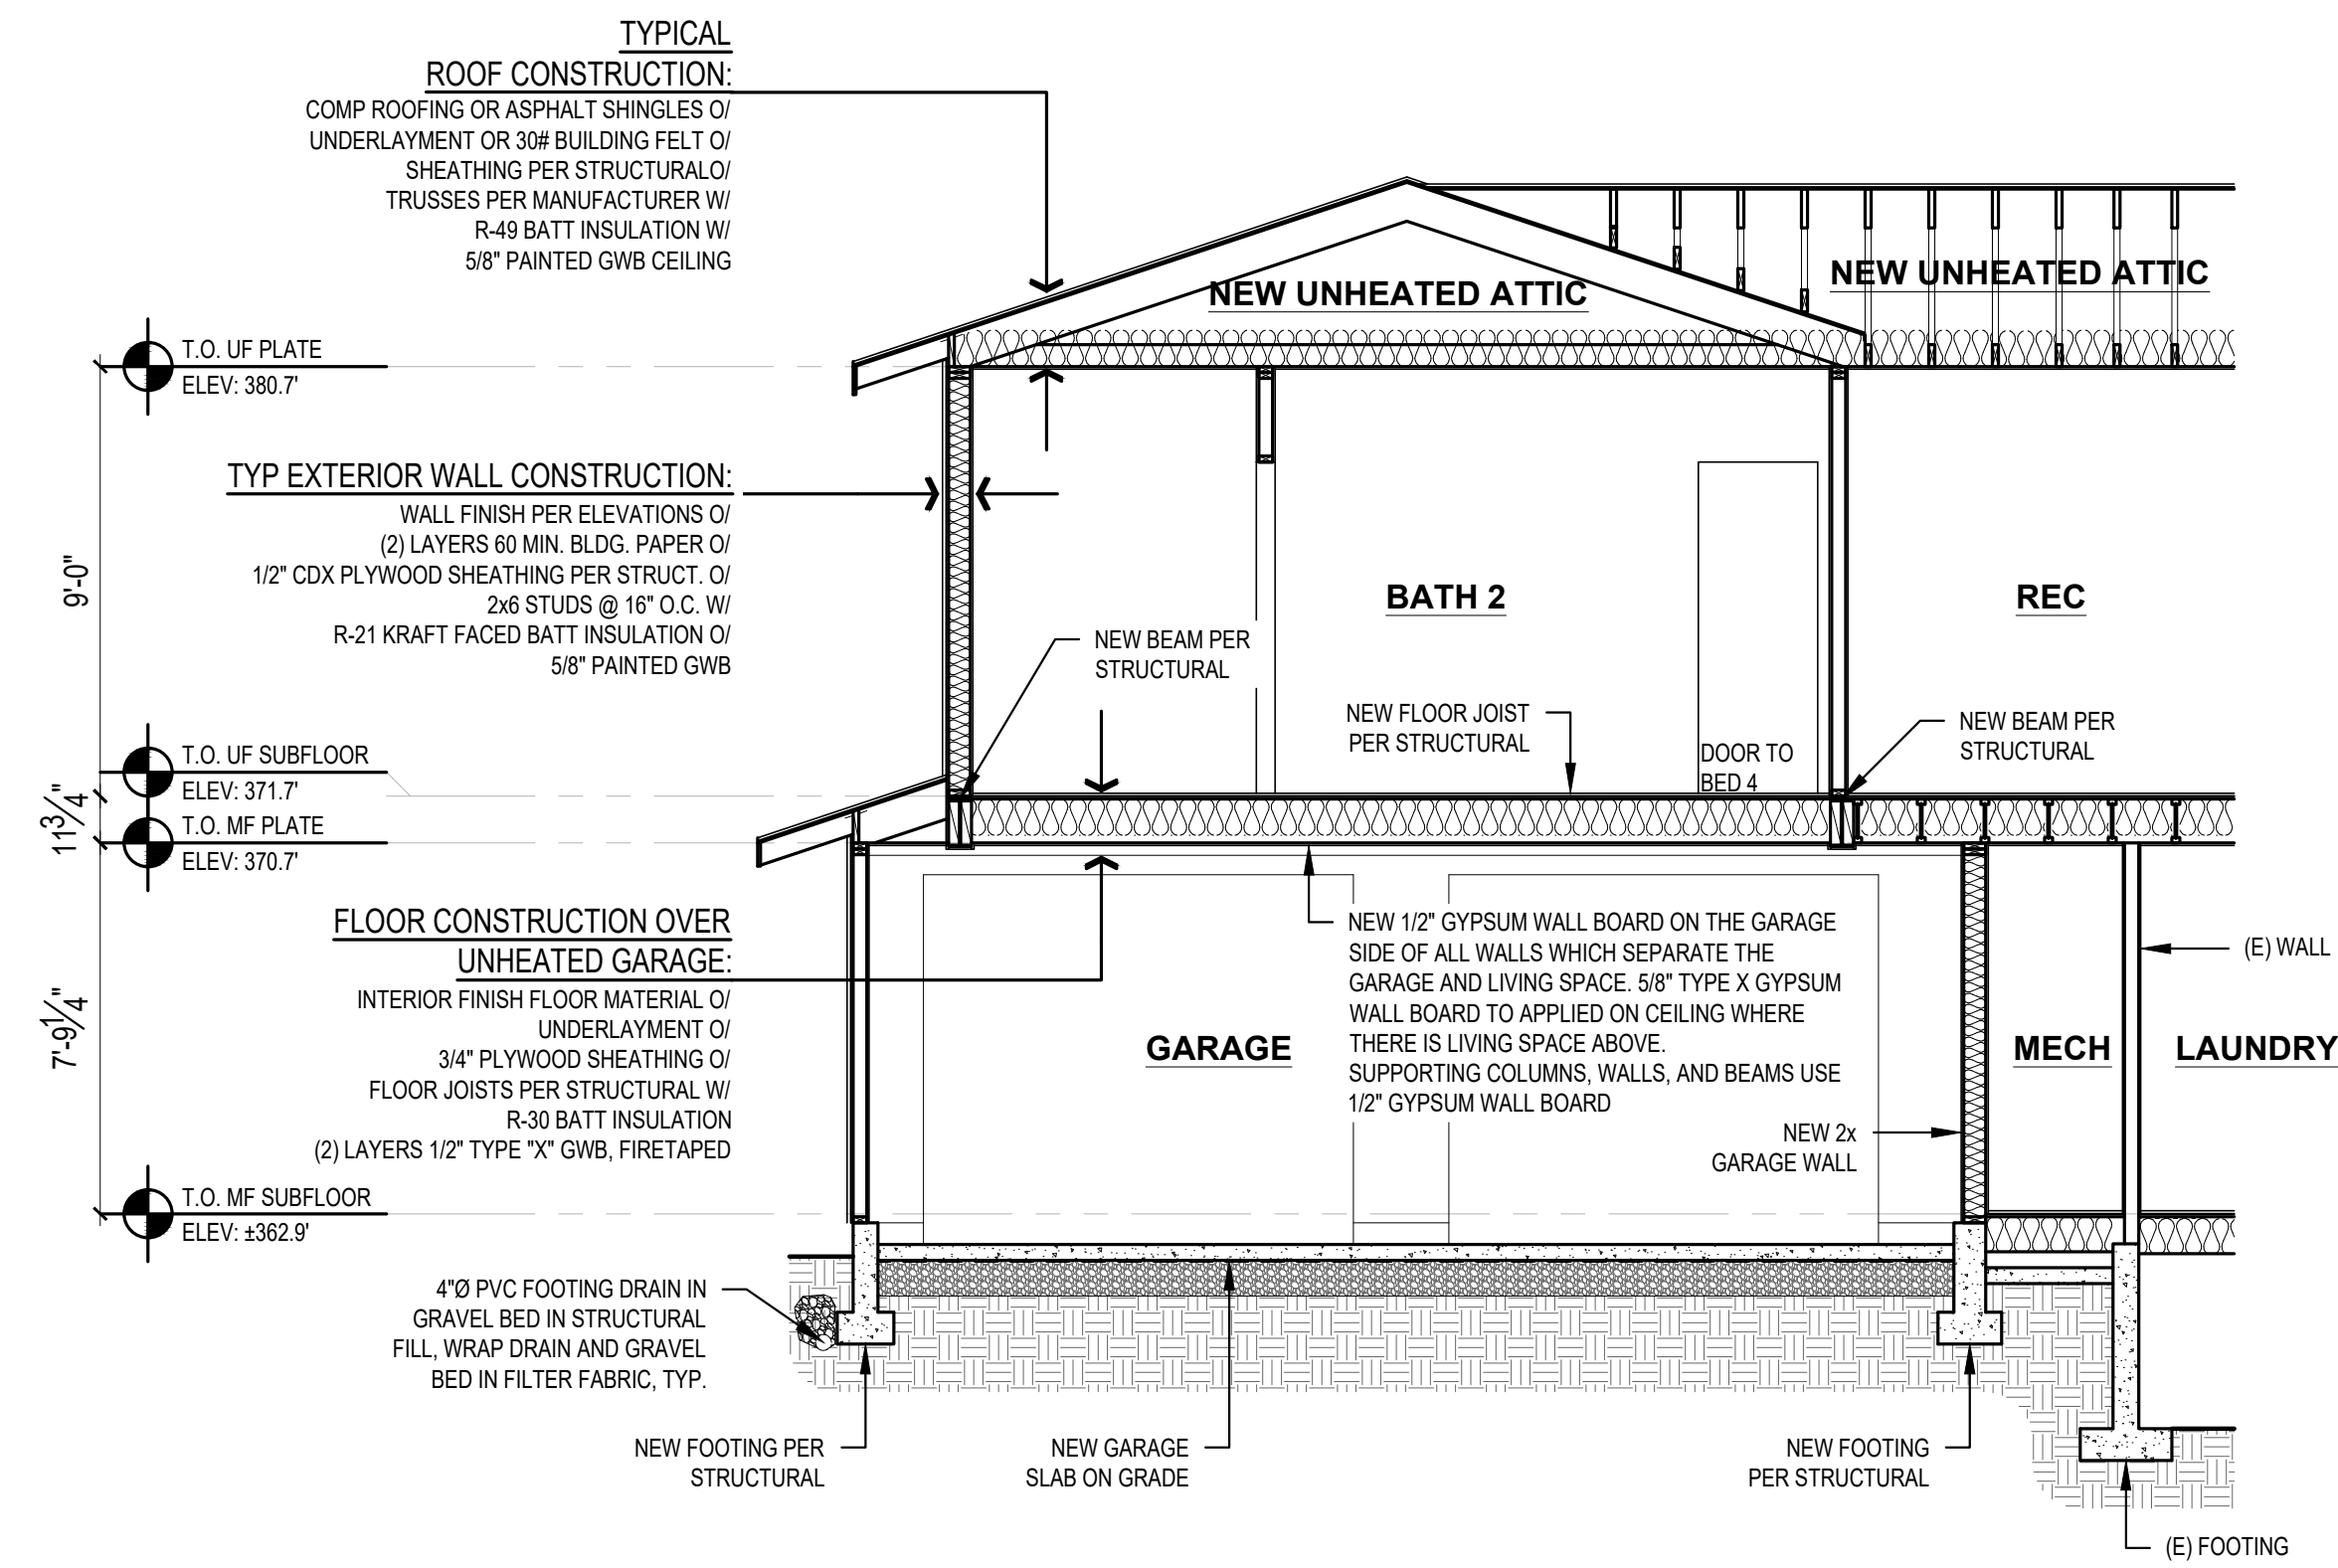 TYPICAL
ROOF CONSTRUCTION:
COMP ROOFING OR ASPHALT SHINGLES O/
UNDERLAYMENT OR 30# BUILDING FELT O/
SHEATHING PER STRUCTURALO/
TRUSSES PER MANUFACTURER W/
R-49 BATT INSULATION W/
5/8" PAINTED GWB CEILING
NEW UNHEATED ATTIC
NEW UNHEATED ATTIC
T.O. UF PLATE
ELEV: 380.7'
TYP EXTERIOR WALL CONSTRUCTION:
WALL FINISH PER ELEVATIONS O/
(2) LAYERS 60 MIN. BLDG. PAPER O/
1/2" CDX PLYWOOD SHEATHING PER STRUCT. O/
2x6 STUDS @ 16" O.C. W/
R-21 KRAFT FACED BATT INSULATION O/
5/8" PAINTED GWB
9'-0"
BATH 2
REC
NEW BEAM PER
STRUCTURAL
NEW FLOOR JOIST
PER STRUCTURAL
DOOR TO
BED 4
NEW BEAM PER
STRUCTURAL
T.O. UF SUBFLOOR
ELEV: 371.7'
11 3/4"
T.O. MF PLATE
ELEV: 370.7'
FLOOR CONSTRUCTION OVER
UNHEATED GARAGE:
INTERIOR FINISH FLOOR MATERIAL O/
UNDERLAYMENT O/
3/4" PLYWOOD SHEATHING O/
FLOOR JOISTS PER STRUCTURAL W/
R-30 BATT INSULATION
(2) LAYERS 1/2" TYPE "X" GWB, FIRETAPED
7'-9 1/4"
NEW 1/2" GYPSUM WALL BOARD ON THE GARAGE
SIDE OF ALL WALLS WHICH SEPARATE THE
GARAGE AND LIVING SPACE. 5/8" TYPE X GYPSUM
WALL BOARD TO APPLIED ON CEILING WHERE
THERE IS LIVING SPACE ABOVE.
SUPPORTING COLUMNS, WALLS, AND BEAMS USE
1/2" GYPSUM WALL BOARD
(E) WALL
GARAGE
MECH
LAUNDRY
NEW 2x
GARAGE WALL
T.O. MF SUBFLOOR
ELEV: ±362.9'
4"Ø PVC FOOTING DRAIN IN
GRAVEL BED IN STRUCTURAL
FILL, WRAP DRAIN AND GRAVEL
BED IN FILTER FABRIC, TYP.
NEW FOOTING PER
STRUCTURAL
NEW GARAGE
SLAB ON GRADE
NEW FOOTING
PER STRUCTURAL
(E) FOOTING